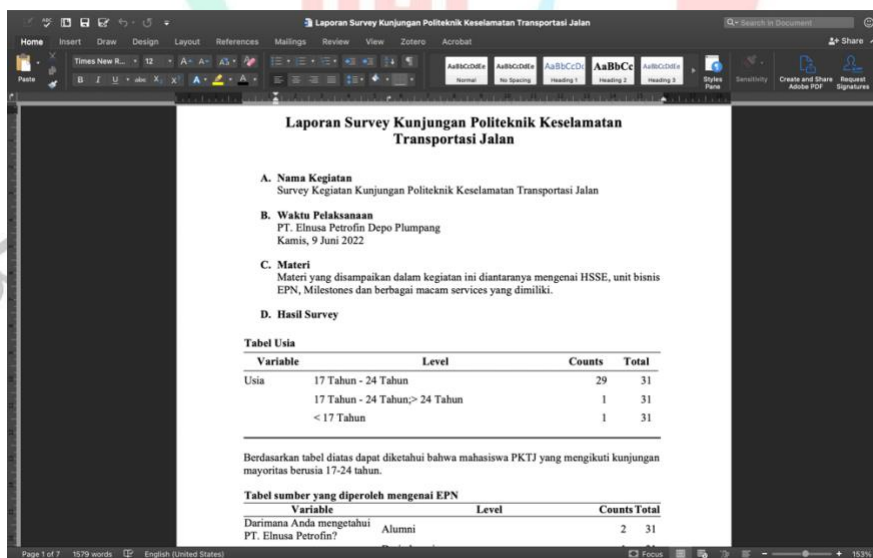 Laporan Survey Kunjungan Politeknik Keselamatan Transportasi Jalan
Search in Document
Home Insert Draw Design Layout References Mailings Review View Zotero Acrobat
Share
Paste
Times New R... 12
AaBbCcDdEe AaBbCcDdEe AaBbCcDc AaBbCc AaBbCcDdEe
Normal No Spacing Heading 1 Heading 2 Heading 3
Styles Pane
Sensitivity
Create and Share Adobe PDF
Request Signatures
Laporan Survey Kunjungan Politeknik Keselamatan
Transportasi Jalan
A. Nama Kegiatan
Survey Kegiatan Kunjungan Politeknik Keselamatan Transportasi Jalan
B. Waktu Pelaksanaan
PT. Elnusa Petrofin Depo Plumpang
Kamis, 9 Juni 2022
C. Materi
Materi yang disampaikan dalam kegiatan ini diantaranya mengenai HSSE, unit bisnis
EPN, Milestones dan berbagai macam services yang dimiliki.
D. Hasil Survey
Tabel Usia
Variable Level Counts Total
Usia 17 Tahun - 24 Tahun 29 31
17 Tahun - 24 Tahun;> 24 Tahun 1 31
< 17 Tahun 1 31
Berdasarkan tabel diatas dapat diketahui bahwa mahasiswa PKTJ yang mengikuti kunjungan
mayoritas berusia 17-24 tahun.
Tabel sumber yang diperoleh mengenai EPN
Variable Level Counts Total
Darimana Anda mengetahui
PT. Elnusa Petrofin? Alumni 2 31
Page 1 of 7 1579 words English (United States) Focus 153%